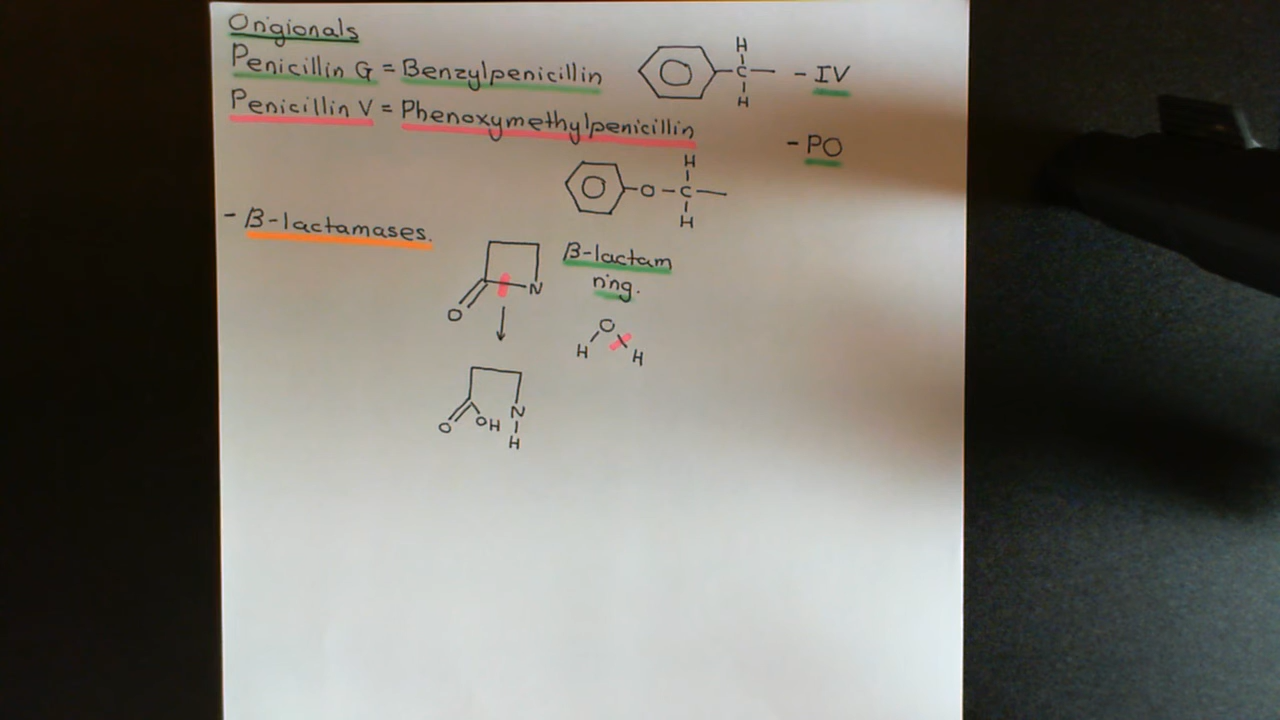 Origionals
Penicillin G = Benzylpenicillin
H
C
H
- IV
Penicillin V = Phenoxymethylpenicillin
- PO
H
O C
H
- β-lactamases.
β-lactam
ring.
N
O
O
H H
O OH N
H